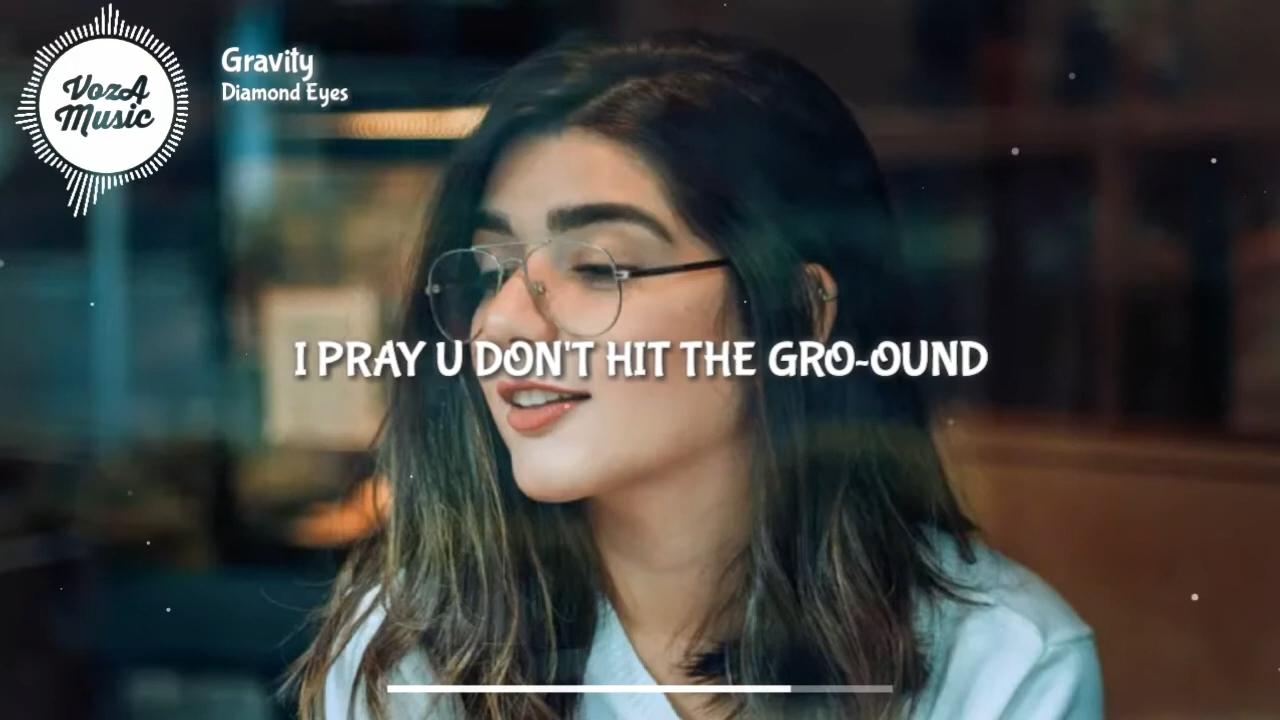 VozA
Music
Gravity
Diamond Eyes
I PRAY U DON'T HIT THE GRO-OUND